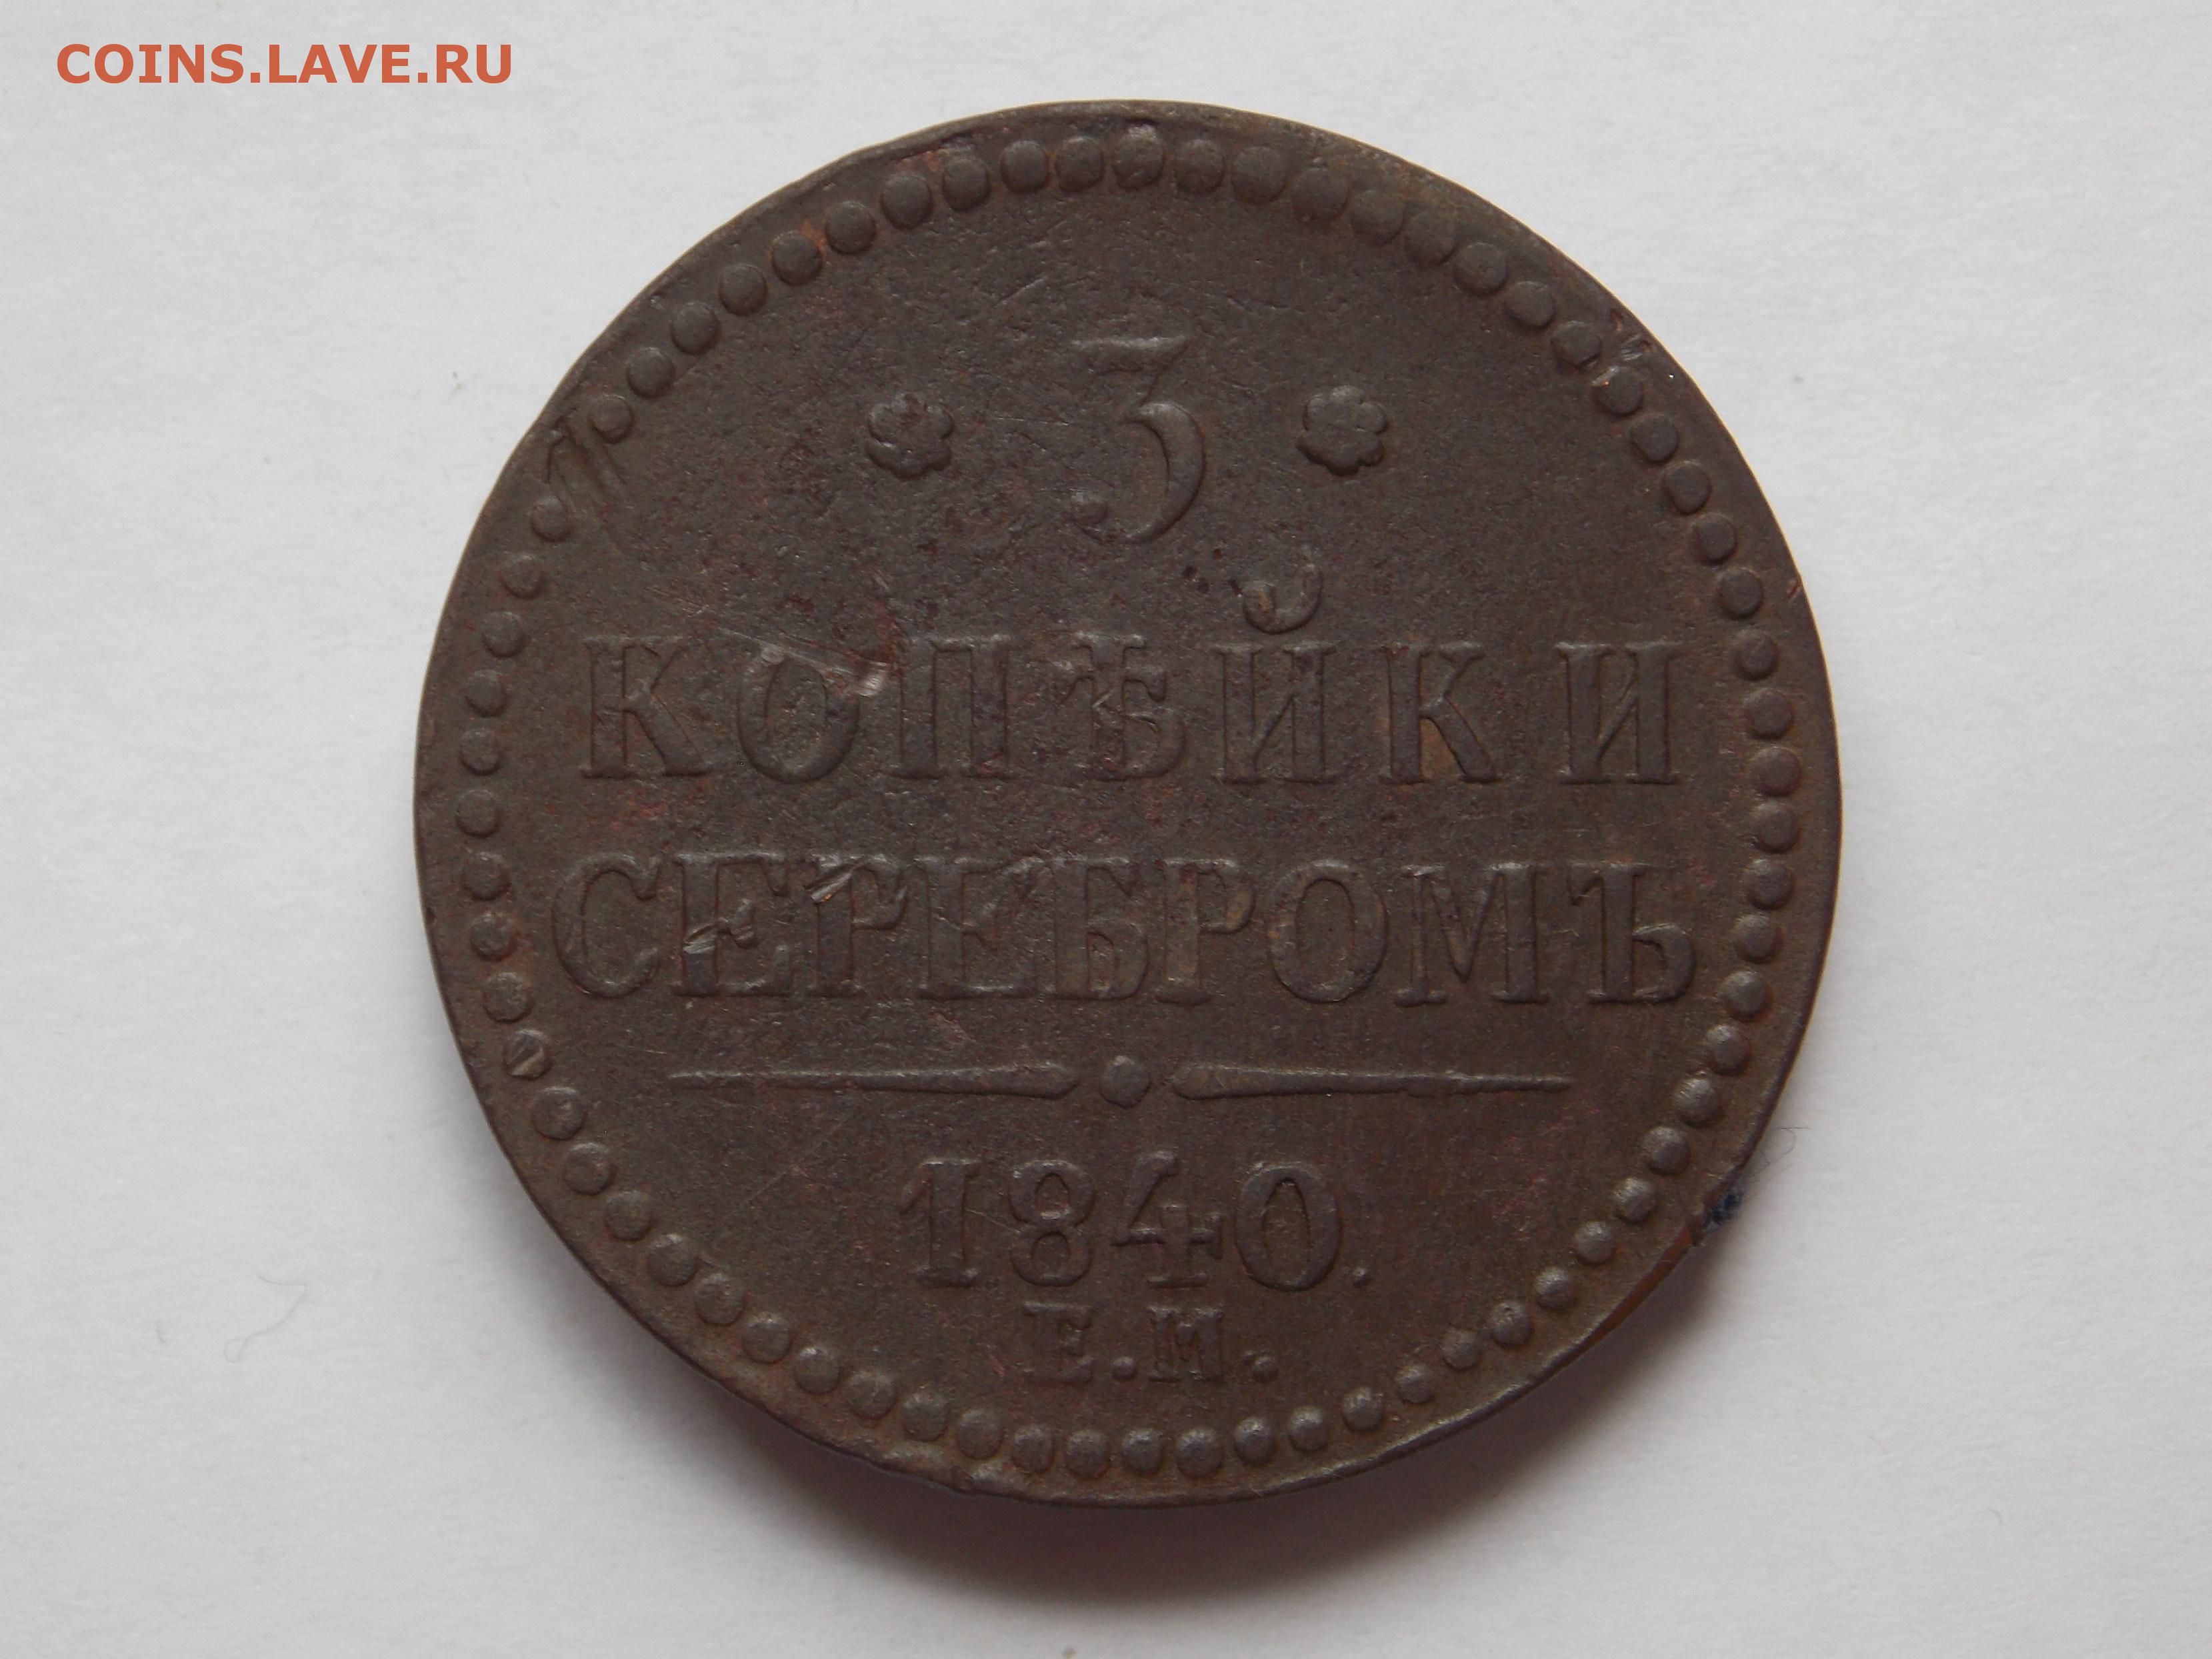 COINS.LAVE.RU
3
КОПѢЙКИ
СЕРЕБРОМЪ
1840.
Е.М.